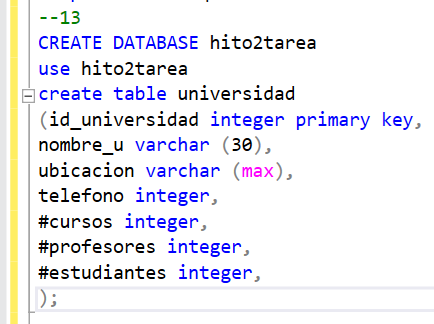 --13
CREATE DATABASE hito2tarea
use hito2tarea
create table universidad
(id_universidad integer primary key,
nombre_u varchar (30),
ubicacion varchar (max),
telefono integer,
#cursos integer,
#profesores integer,
#estudiantes integer,
);